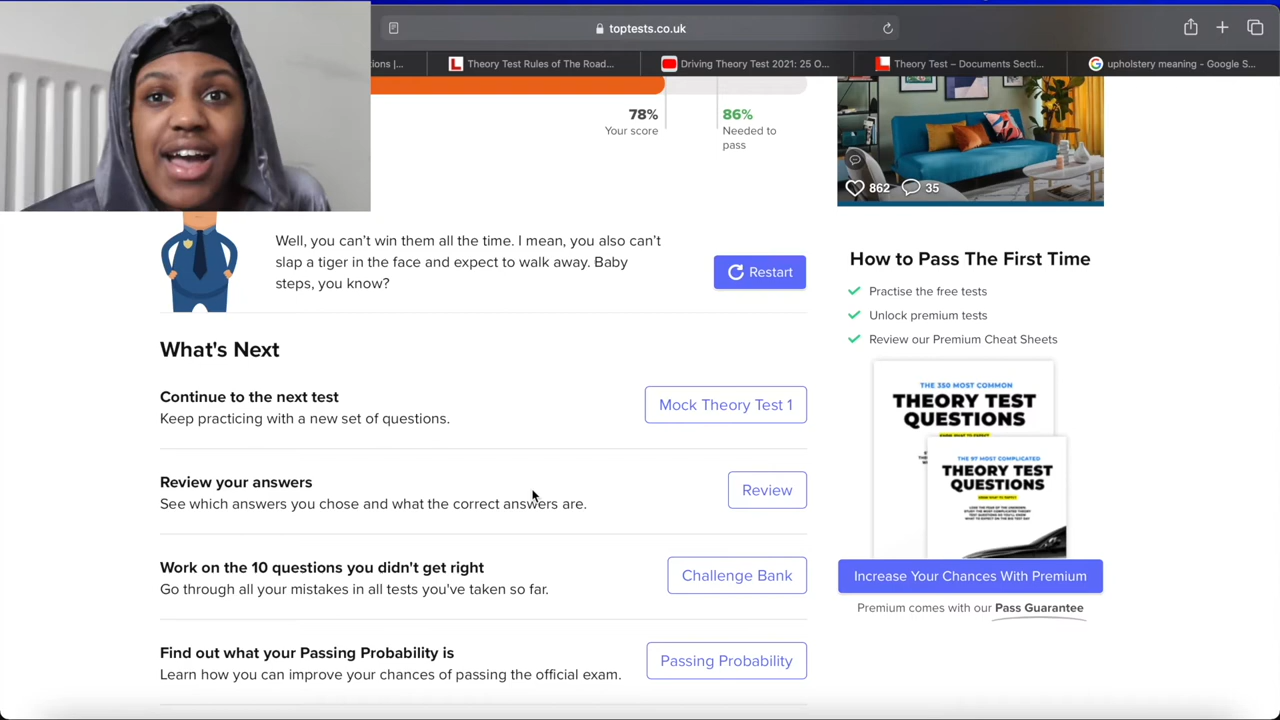 toptests.co.uk
ions |...
Theory Test Rules of The Road...
Driving Theory Test 2021: 25 O...
Theory Test – Documents Secti...
upholstery meaning - Google S...
78%
Your score
86%
Needed to
pass
862
35
Well, you can't win them all the time. I mean, you also can't
slap a tiger in the face and expect to walk away. Baby
steps, you know?
Restart
What's Next
Continue to the next test
Keep practicing with a new set of questions.
Mock Theory Test 1
Review your answers
See which answers you chose and what the correct answers are.
Review
Work on the 10 questions you didn't get right
Go through all your mistakes in all tests you've taken so far.
Challenge Bank
Find out what your Passing Probability is
Learn how you can improve your chances of passing the official exam.
Passing Probability
How to Pass The First Time
Practise the free tests
Unlock premium tests
Review our Premium Cheat Sheets
THE 350 MOST COMMON
THEORY TEST
QUESTIONS
THE 97 MOST COMPLICATED
THEORY TEST
QUESTIONS
Increase Your Chances With Premium
Premium comes with our Pass Guarantee